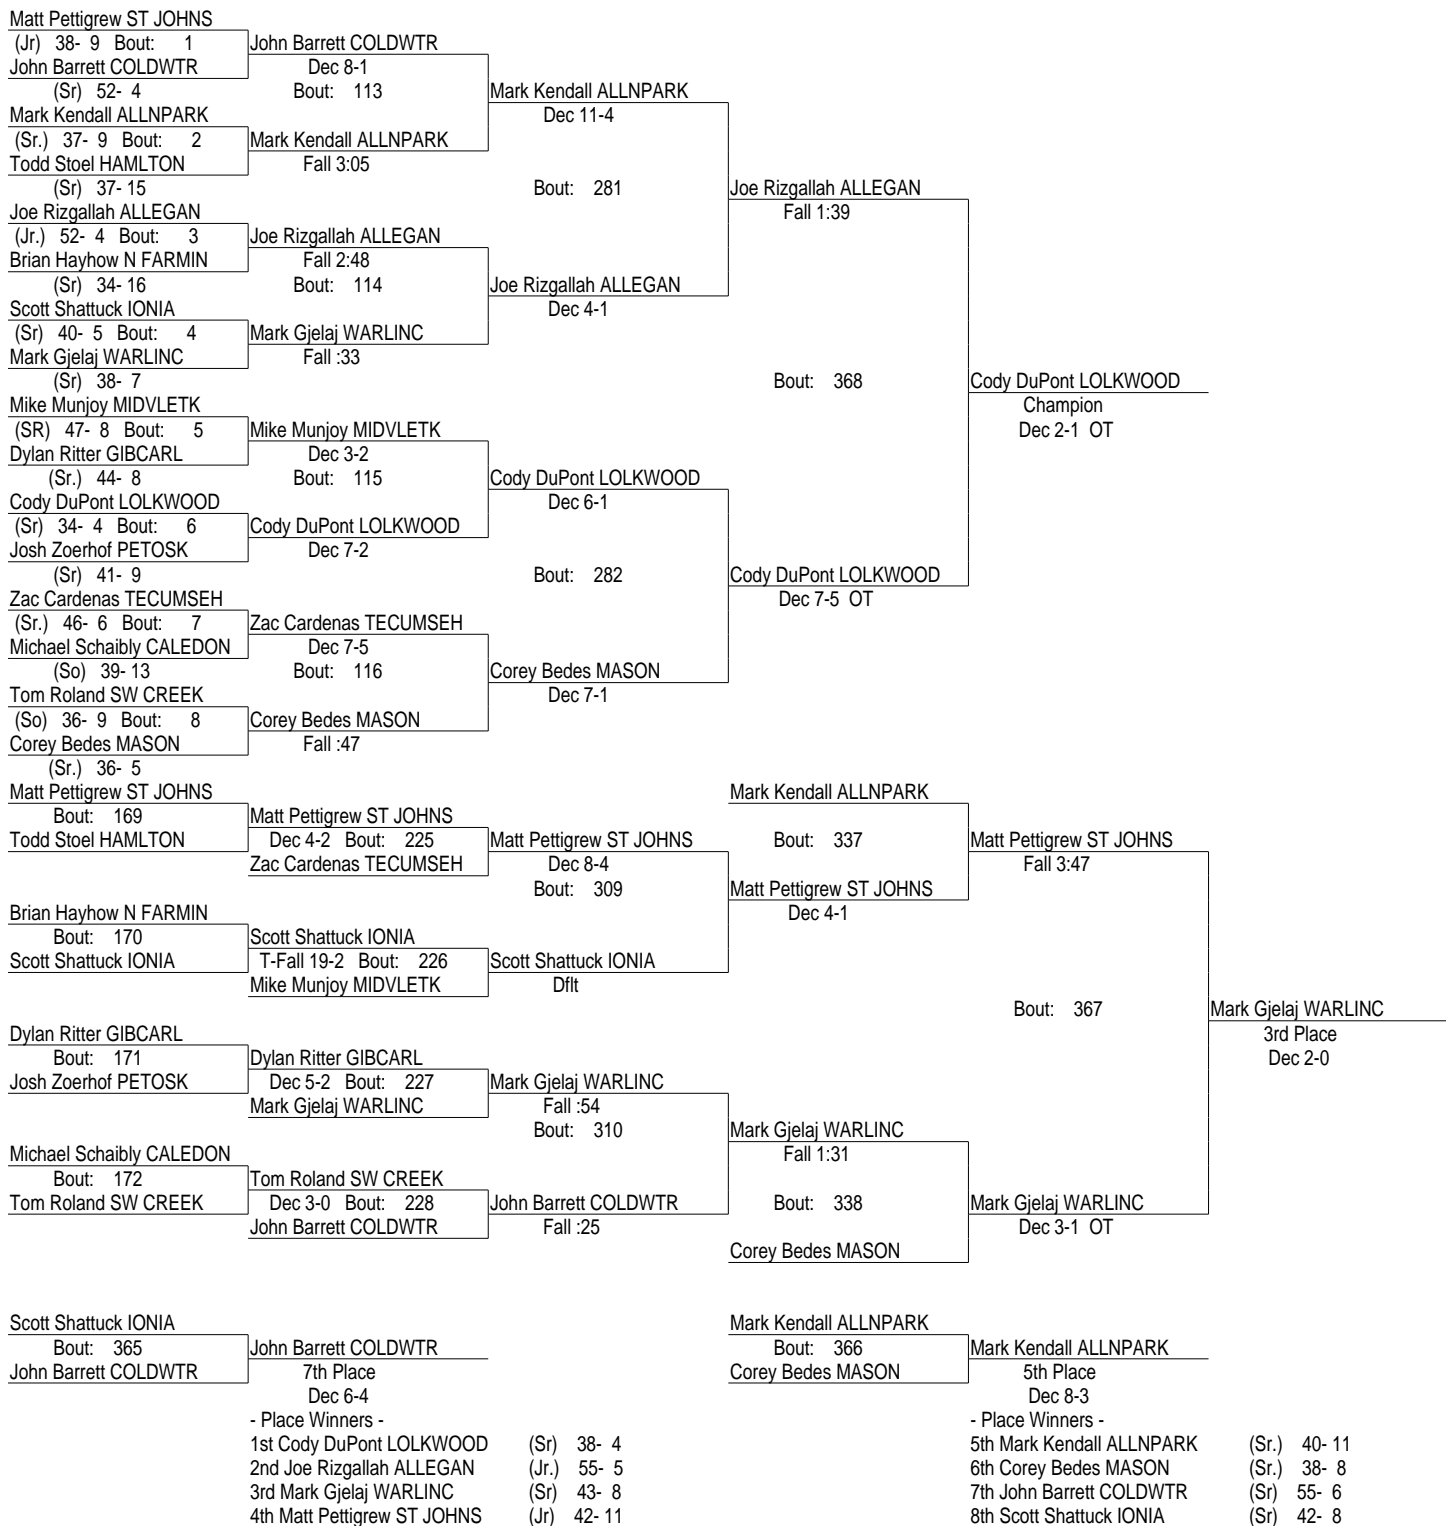 Matt Pettigrew ST JOHNS
(Jr) 38- 9 Bout: 1 John Barrett COLDWTR
John Barrett COLDWTR Dec 8-1
(Sr) 52- 4 Bout: 113 Mark Kendall ALLNPARK
Mark Kendall ALLNPARK Dec 11-4
(Sr.) 37- 9 Bout: 2 Mark Kendall ALLNPARK
Todd Stoel HAMLTON Fall 3:05
(Sr) 37- 15 Bout: 281 Joe Rizgallah ALLEGAN
Joe Rizgallah ALLEGAN Fall 1:39
(Jr.) 52- 4 Bout: 3 Joe Rizgallah ALLEGAN
Brian Hayhow N FARMIN Fall 2:48
(Sr) 34- 16 Bout: 114 Joe Rizgallah ALLEGAN
Scott Shattuck IONIA Dec 4-1
(Sr) 40- 5 Bout: 4 Mark Gjelaj WARLINC
Mark Gjelaj WARLINC Fall :33
(Sr) 38- 7 Bout: 368 Cody DuPont LOLKWOOD
Mike Munjoy MIDVLETK Champion
(SR) 47- 8 Bout: 5 Mike Munjoy MIDVLETK Dec 2-1 OT
Dylan Ritter GIBCARL Dec 3-2
(Sr.) 44- 8 Bout: 115 Cody DuPont LOLKWOOD
Cody DuPont LOLKWOOD Dec 6-1
(Sr) 34- 4 Bout: 6 Cody DuPont LOLKWOOD
Josh Zoerhof PETOSK Dec 7-2
(Sr) 41- 9 Bout: 282 Cody DuPont LOLKWOOD
Zac Cardenas TECUMSEH Dec 7-5 OT
(Sr.) 46- 6 Bout: 7 Zac Cardenas TECUMSEH
Michael Schaibly CALEDON Dec 7-5
(So) 39- 13 Bout: 116 Corey Bedes MASON
Tom Roland SW CREEK Dec 7-1
(So) 36- 9 Bout: 8 Corey Bedes MASON
Corey Bedes MASON Fall :47
(Sr.) 36- 5
Matt Pettigrew ST JOHNS Mark Kendall ALLNPARK
Bout: 169 Matt Pettigrew ST JOHNS
Todd Stoel HAMLTON Dec 4-2 Bout: 225 Matt Pettigrew ST JOHNS Bout: 337 Matt Pettigrew ST JOHNS
Zac Cardenas TECUMSEH Dec 8-4 Fall 3:47
Bout: 309 Matt Pettigrew ST JOHNS
Brian Hayhow N FARMIN Dec 4-1
Bout: 170 Scott Shattuck IONIA
Scott Shattuck IONIA T-Fall 19-2 Bout: 226 Scott Shattuck IONIA
Mike Munjoy MIDVLETK Dflt
Bout: 367 Mark Gjelaj WARLINC
Dylan Ritter GIBCARL 3rd Place
Bout: 171 Dylan Ritter GIBCARL Dec 2-0
Josh Zoerhof PETOSK Dec 5-2 Bout: 227 Mark Gjelaj WARLINC
Mark Gjelaj WARLINC Fall :54
Bout: 310 Mark Gjelaj WARLINC
Michael Schaibly CALEDON Fall 1:31
Bout: 172 Tom Roland SW CREEK
Tom Roland SW CREEK Dec 3-0 Bout: 228 John Barrett COLDWTR Bout: 338 Mark Gjelaj WARLINC
John Barrett COLDWTR Fall :25 Dec 3-1 OT
Corey Bedes MASON
Scott Shattuck IONIA Mark Kendall ALLNPARK
Bout: 365 John Barrett COLDWTR Bout: 366 Mark Kendall ALLNPARK
John Barrett COLDWTR 7th Place Corey Bedes MASON 5th Place
Dec 6-4 Dec 8-3
- Place Winners - - Place Winners -
1st Cody DuPont LOLKWOOD (Sr) 38- 4 5th Mark Kendall ALLNPARK (Sr.) 40- 11
2nd Joe Rizgallah ALLEGAN (Jr.) 55- 5 6th Corey Bedes MASON (Sr.) 38- 8
3rd Mark Gjelaj WARLINC (Sr) 43- 8 7th John Barrett COLDWTR (Sr) 55- 6
4th Matt Pettigrew ST JOHNS (Jr) 42- 11 8th Scott Shattuck IONIA (Sr) 42- 8